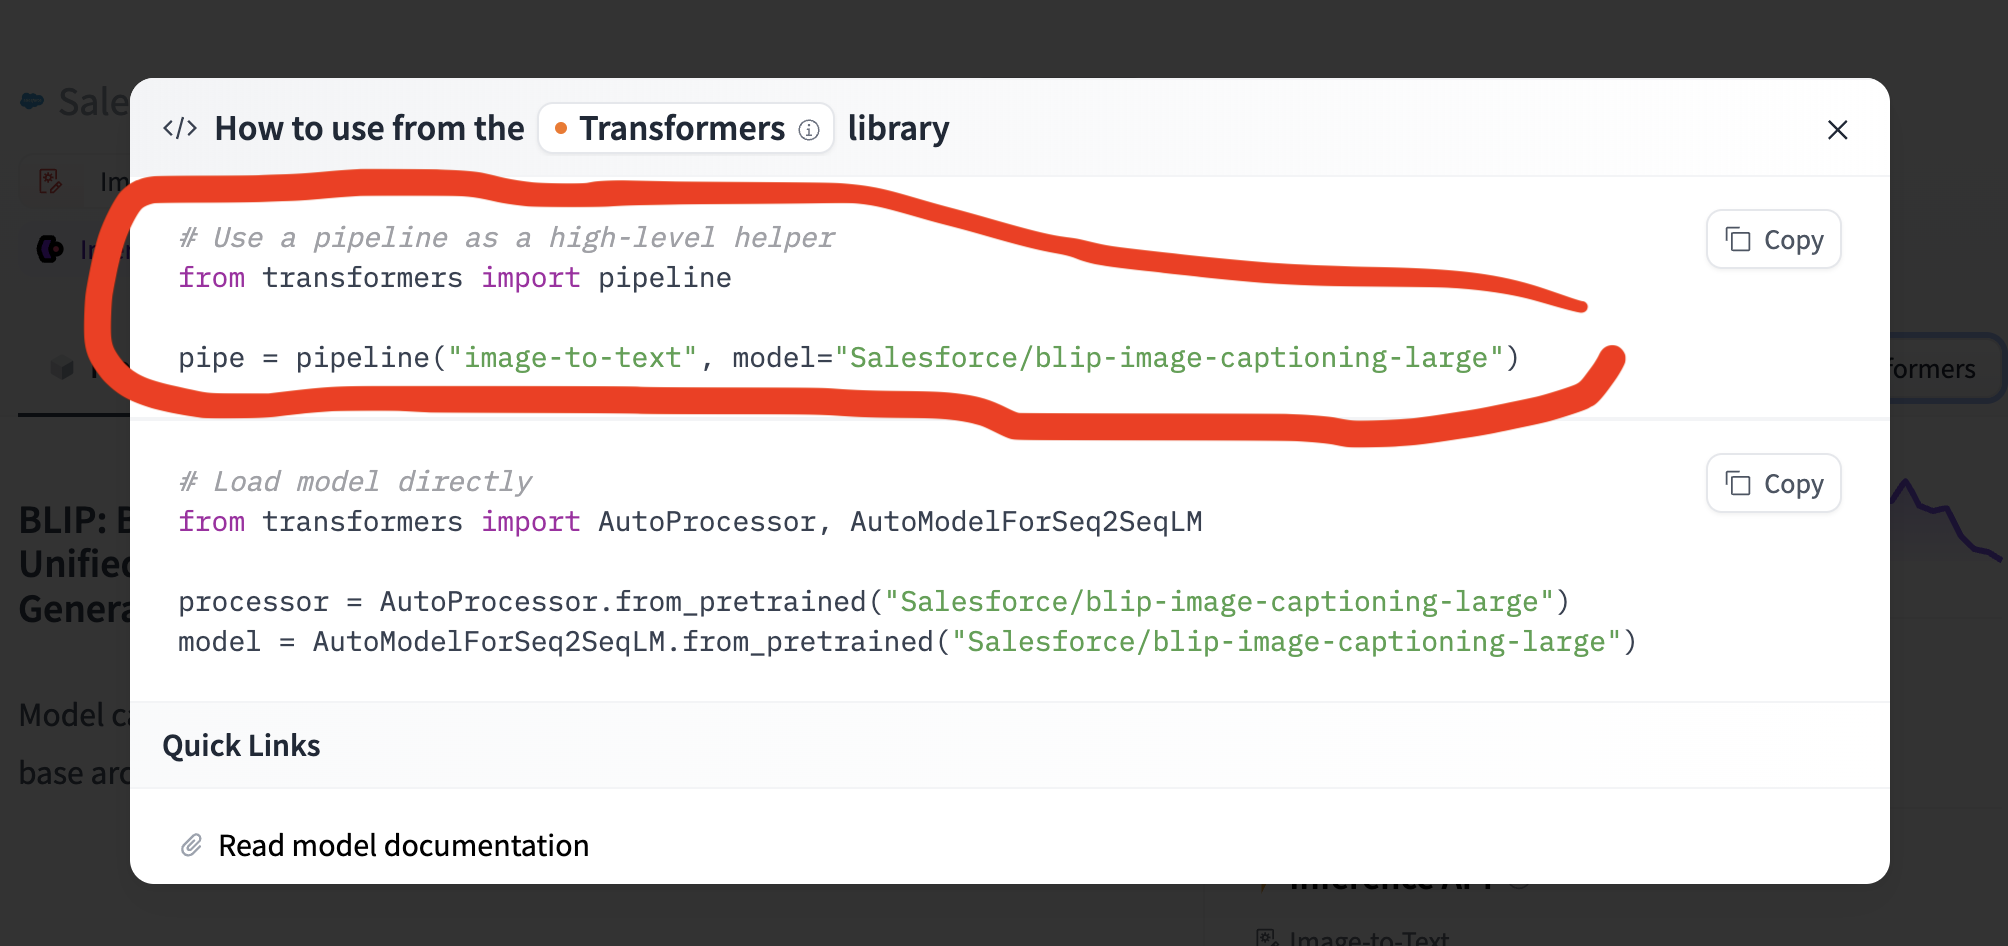 Sale
</> How to use from the Transformers library
Im
# Use a pipeline as a high-level helper
Copy
from transformers import pipeline
pipe = pipeline("image-to-text", model="Salesforce/blip-image-captioning-large")
formers
# Load model directly
Copy
from transformers import AutoProcessor, AutoModelForSeq2SeqLM
BLIP:
Unified
Genera
processor = AutoProcessor.from_pretrained("Salesforce/blip-image-captioning-large")
model = AutoModelForSeq2SeqLM.from_pretrained("Salesforce/blip-image-captioning-large")
Model ca
Quick Links
base arc
Read model documentation
Inference API
Image-to-Text